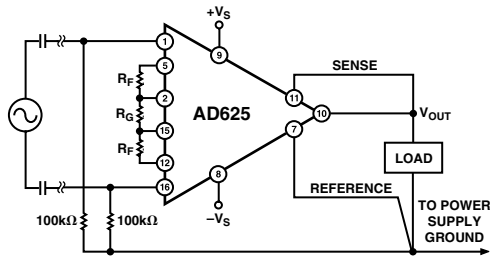 +VS
1
9
5
SENSE
RF
2
11
RG
AD625
10
VOUT
15
7
RF
LOAD
12
8
16
REFERENCE
–VS
TO POWER
SUPPLY
GROUND
100kΩ
100kΩ